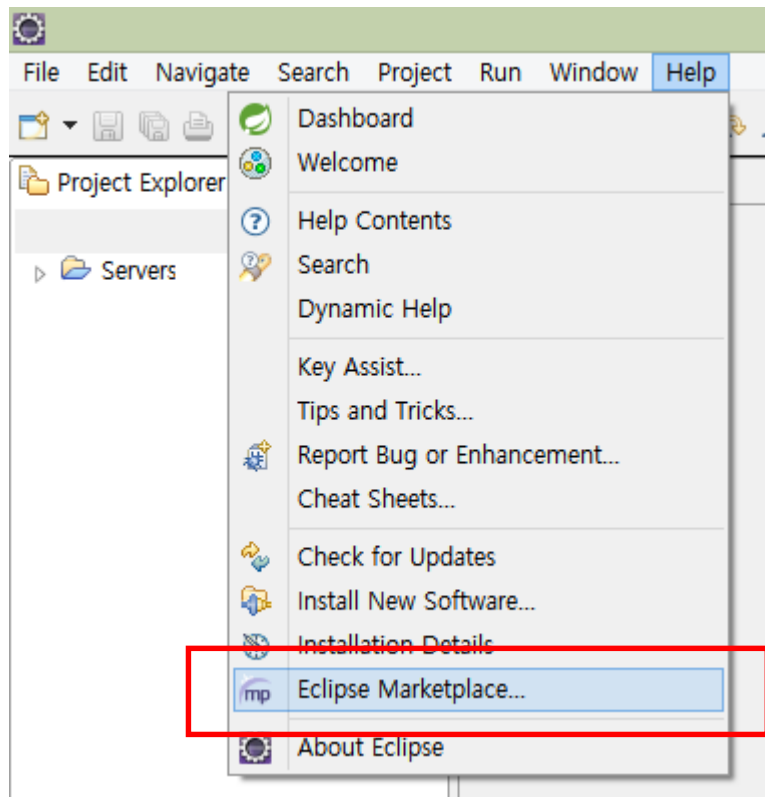 File Edit Navigate Search Project Run Window Help
Project Explorer
Servers
Dashboard
Welcome
Help Contents
Search
Dynamic Help
Key Assist...
Tips and Tricks...
Report Bug or Enhancement...
Cheat Sheets...
Check for Updates
Install New Software...
Installation Details
mp Eclipse Marketplace...
About Eclipse